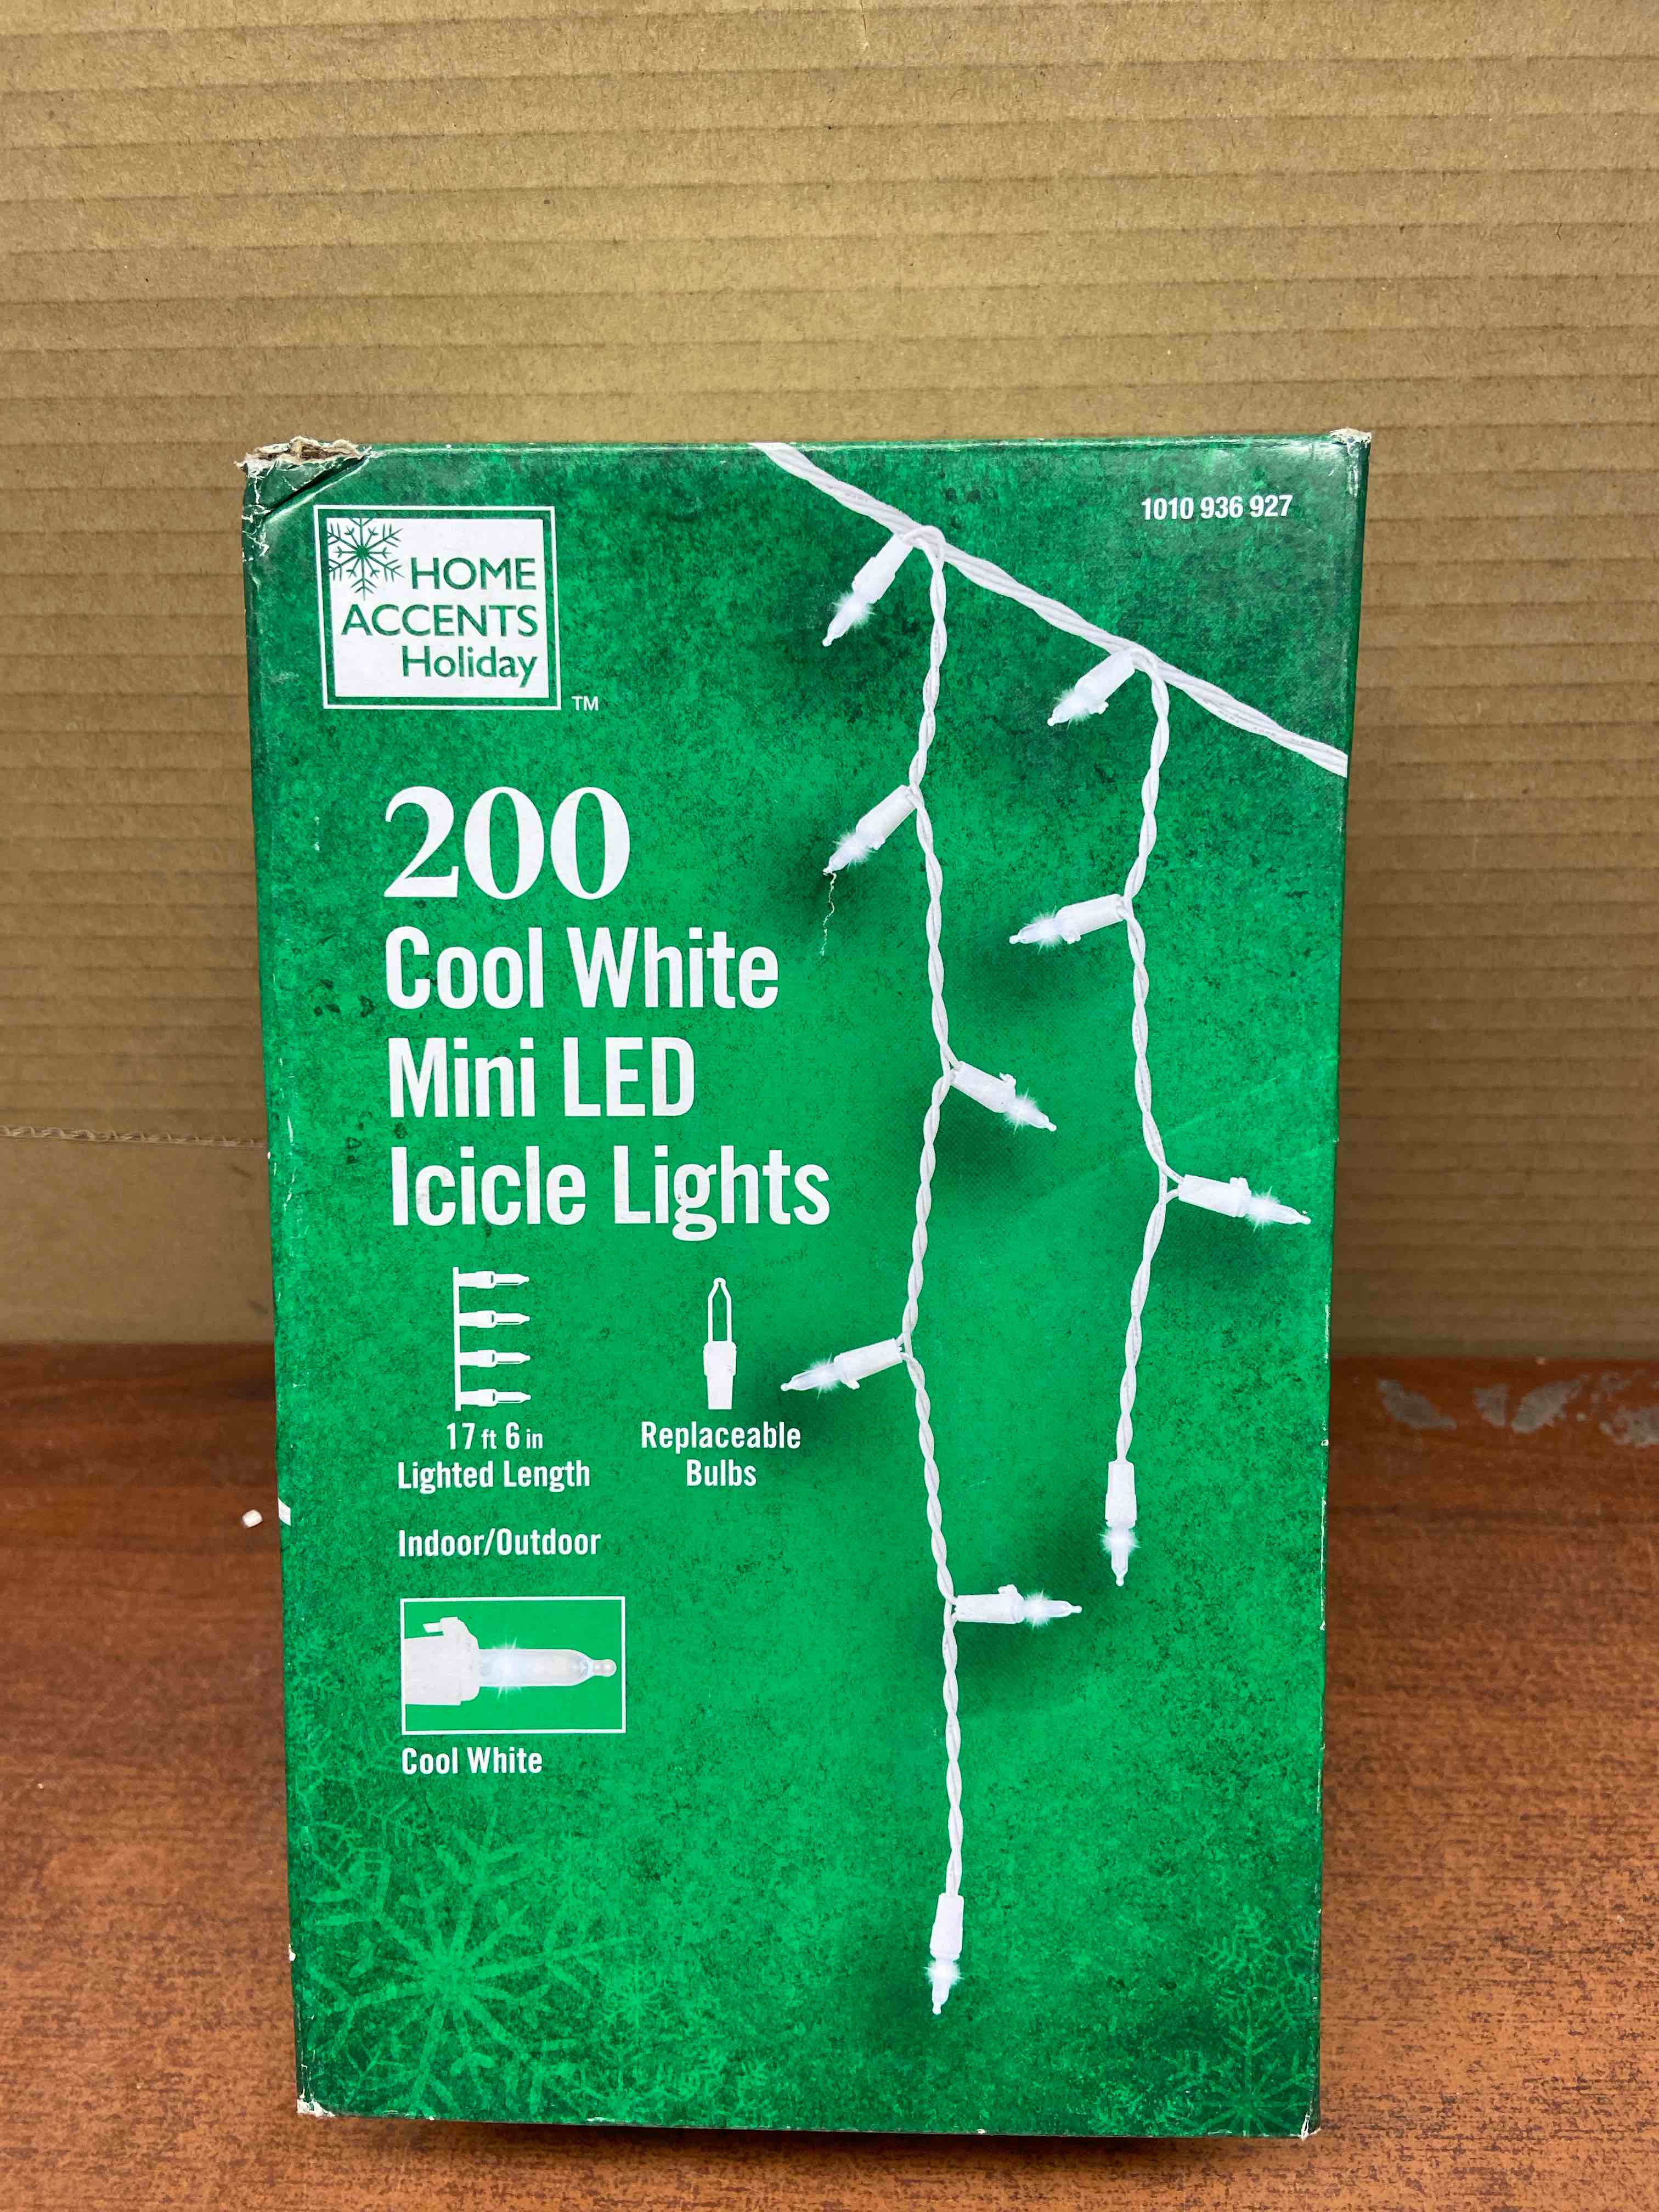 1010 936 927
HOME
ACCENTS
Holiday
TM
200
Cool White
Mini LED
Icicle Lights
17 ft 6 in
Lighted Length
Replaceable
Bulbs
Indoor/Outdoor
Cool White